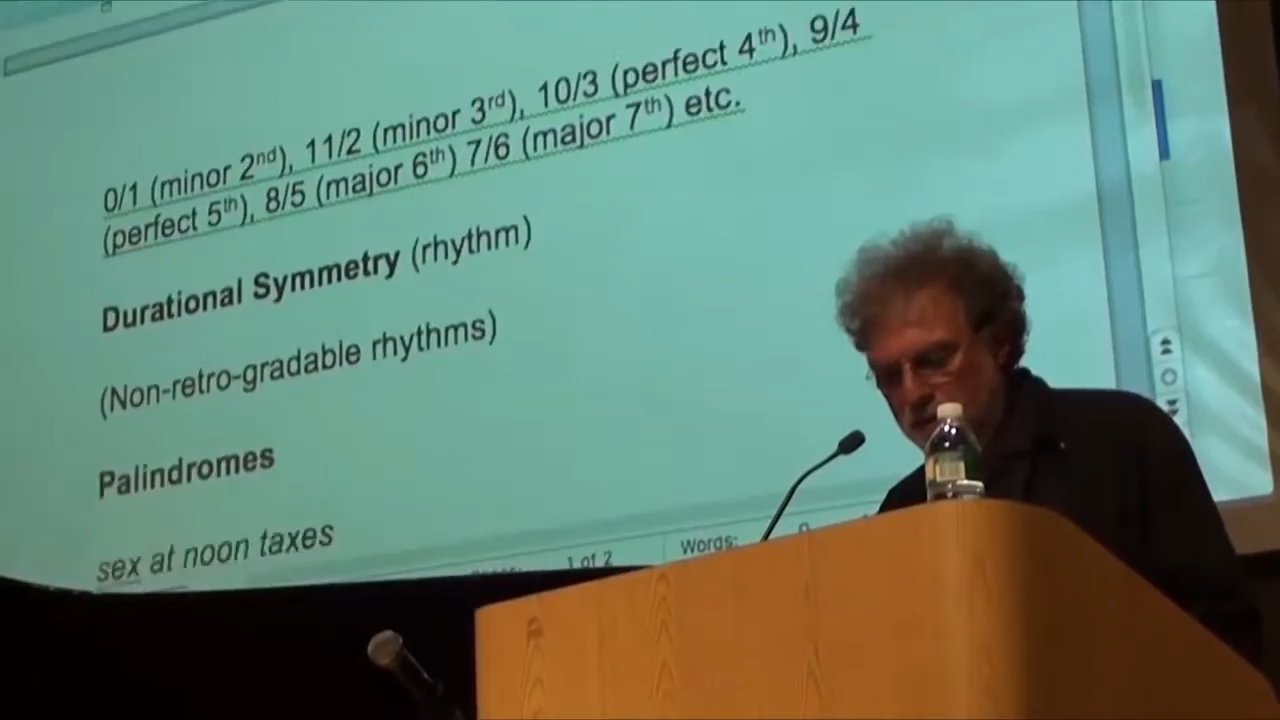 0/1 (minor 2nd), 11/2 (minor 3rd), 10/3 (perfect 4th), 9/4
(perfect 5th), 8/5 (major 6th) 7/6 (major 7th) etc.
Durational Symmetry (rhythm)
(Non-retro-gradable rhythms)
Palindromes
sex at noon taxes
1 of 2 Words: